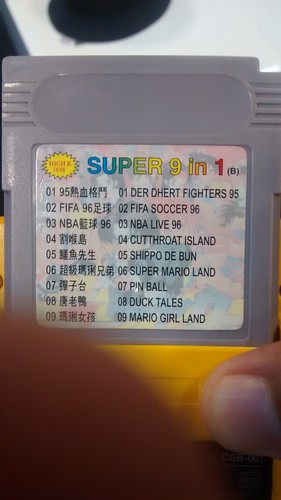 HIGH K
16M
SUPER 9 in 1 (B)
01 95熱血格鬥 01 DER DHERT FIGHTERS 95
02 FIFA 96足球 02 FIFA SOCCER 96
03 NBA籃球 96 03 NBA LIVE 96
04 割喉島 04 CUTTHROAT ISLAND
05 鱷魚先生 05 SHIPPO DE BUN
06 超級瑪琍兄弟 06 SUPER MARIO LAND
07 彈子台 07 PIN BALL
08 唐老鴨 08 DUCK TALES
09 瑪琍女孩 09 MARIO GIRL LAND
CGB-001